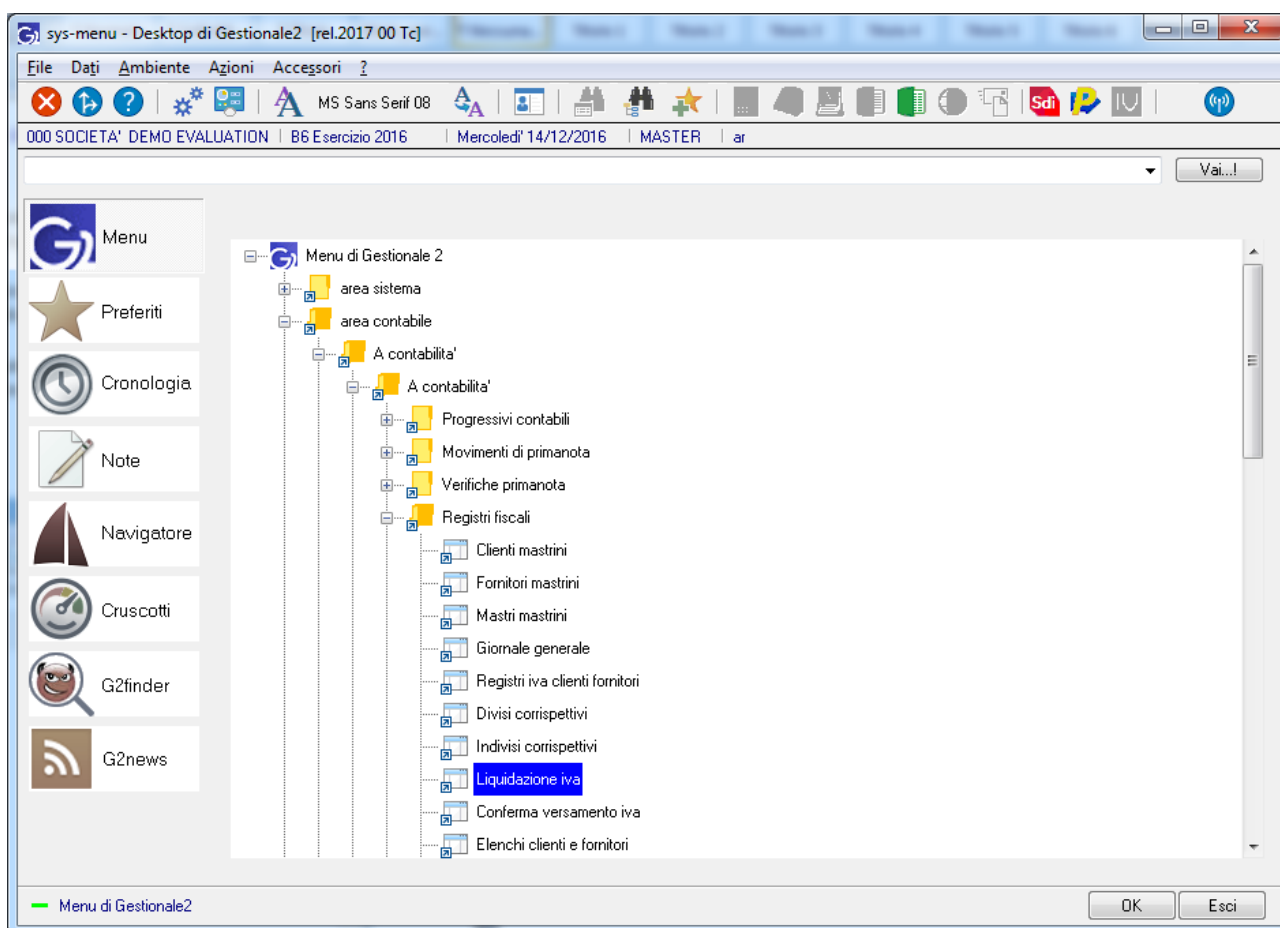 sys-menu - Desktop di Gestionale2 [rel.2017 00 Tc]
File Dati Ambiente Azioni Accessori ?
MS Sans Serif 08 Sdi
000 SOCIETA' DEMO EVALUATION B6 Esercizio 2016 Mercoledi' 14/12/2016 MASTER ar
Vai...!
Menu
Preferiti
Cronologia
Note
Navigatore
Cruscotti
G2finder
G2news
Menu di Gestionale 2
area sistema
area contabile
A contabilita'
A contabilita'
Progressivi contabili
Movimenti di primanota
Verifiche primanota
Registri fiscali
Clienti mastrini
Fornitori mastrini
Mastri mastrini
Giornale generale
Registri iva clienti fornitori
Divisi corrispettivi
Indivisi corrispettivi
Liquidazione iva
Conferma versamento iva
Elenchi clienti e fornitori
Menu di Gestionale2
OK Esci